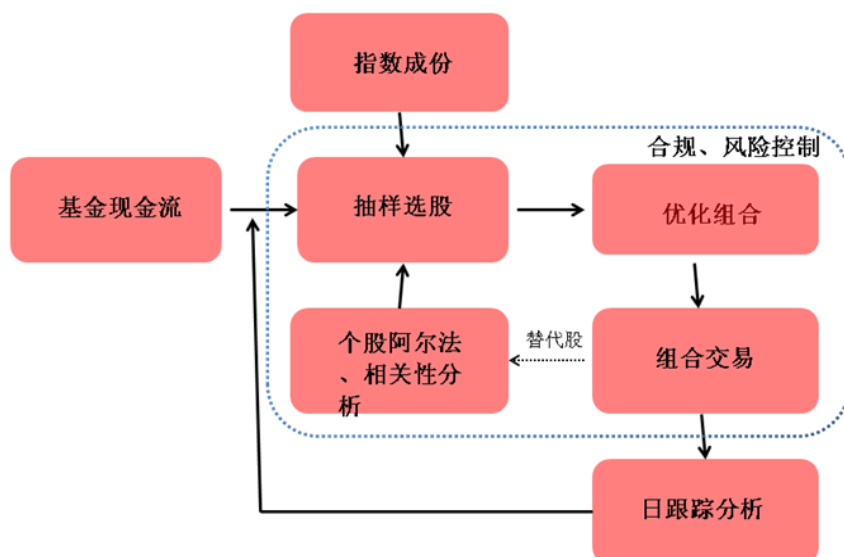 指数成份
合规、风险控制
基金现金流
抽样选股
优化组合
个股阿尔法
、相关性分
析
替代股
组合交易
日跟踪分析